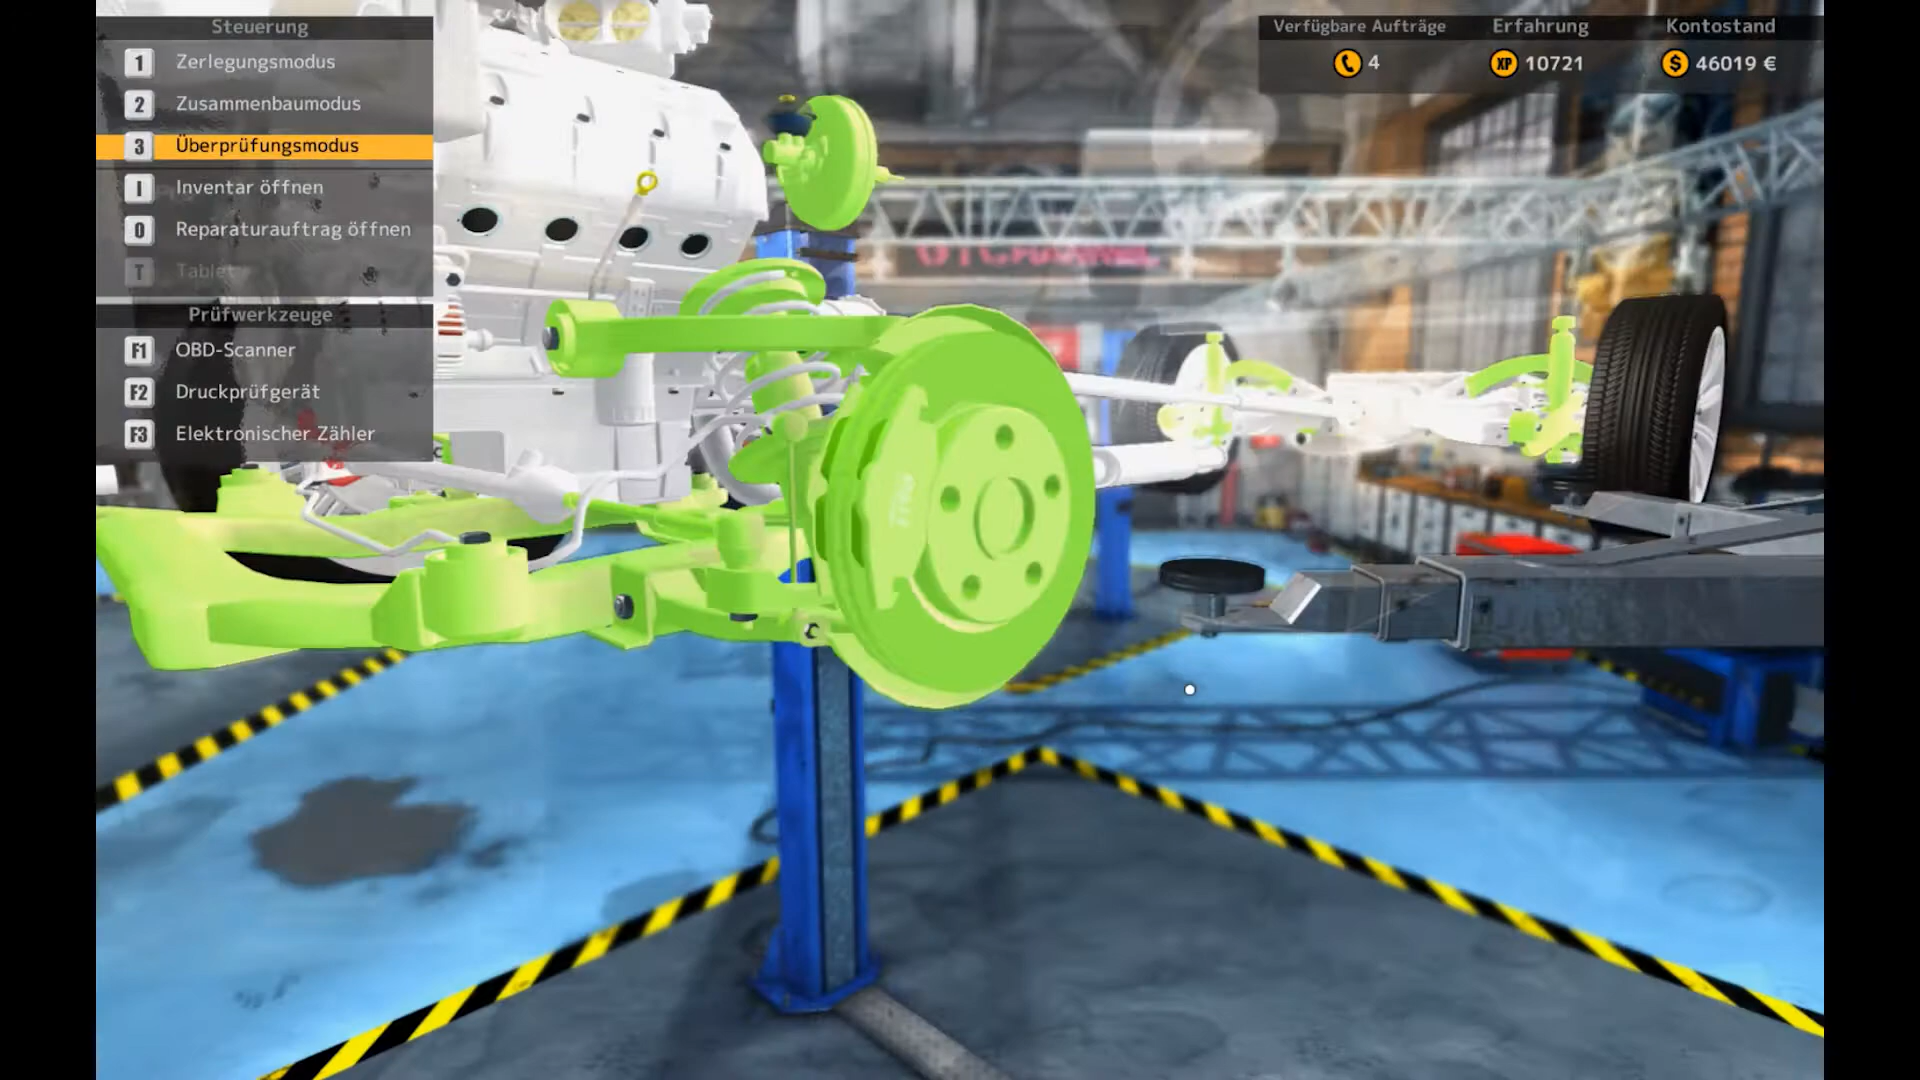 Steuerung
1 Zerlegungsmodus
2 Zusammenbaumodus
3 Überprüfungsmodus
I Inventar öffnen
O Reparaturauftrag öffnen
T Tablet
Prüfwerkzeuge
F1 OBD-Scanner
F2 Druckprüfgerät
F3 Elektronischer Zähler
Verfügbare Aufträge Erfahrung Kontostand
4 XP 10721 $ 46019 €